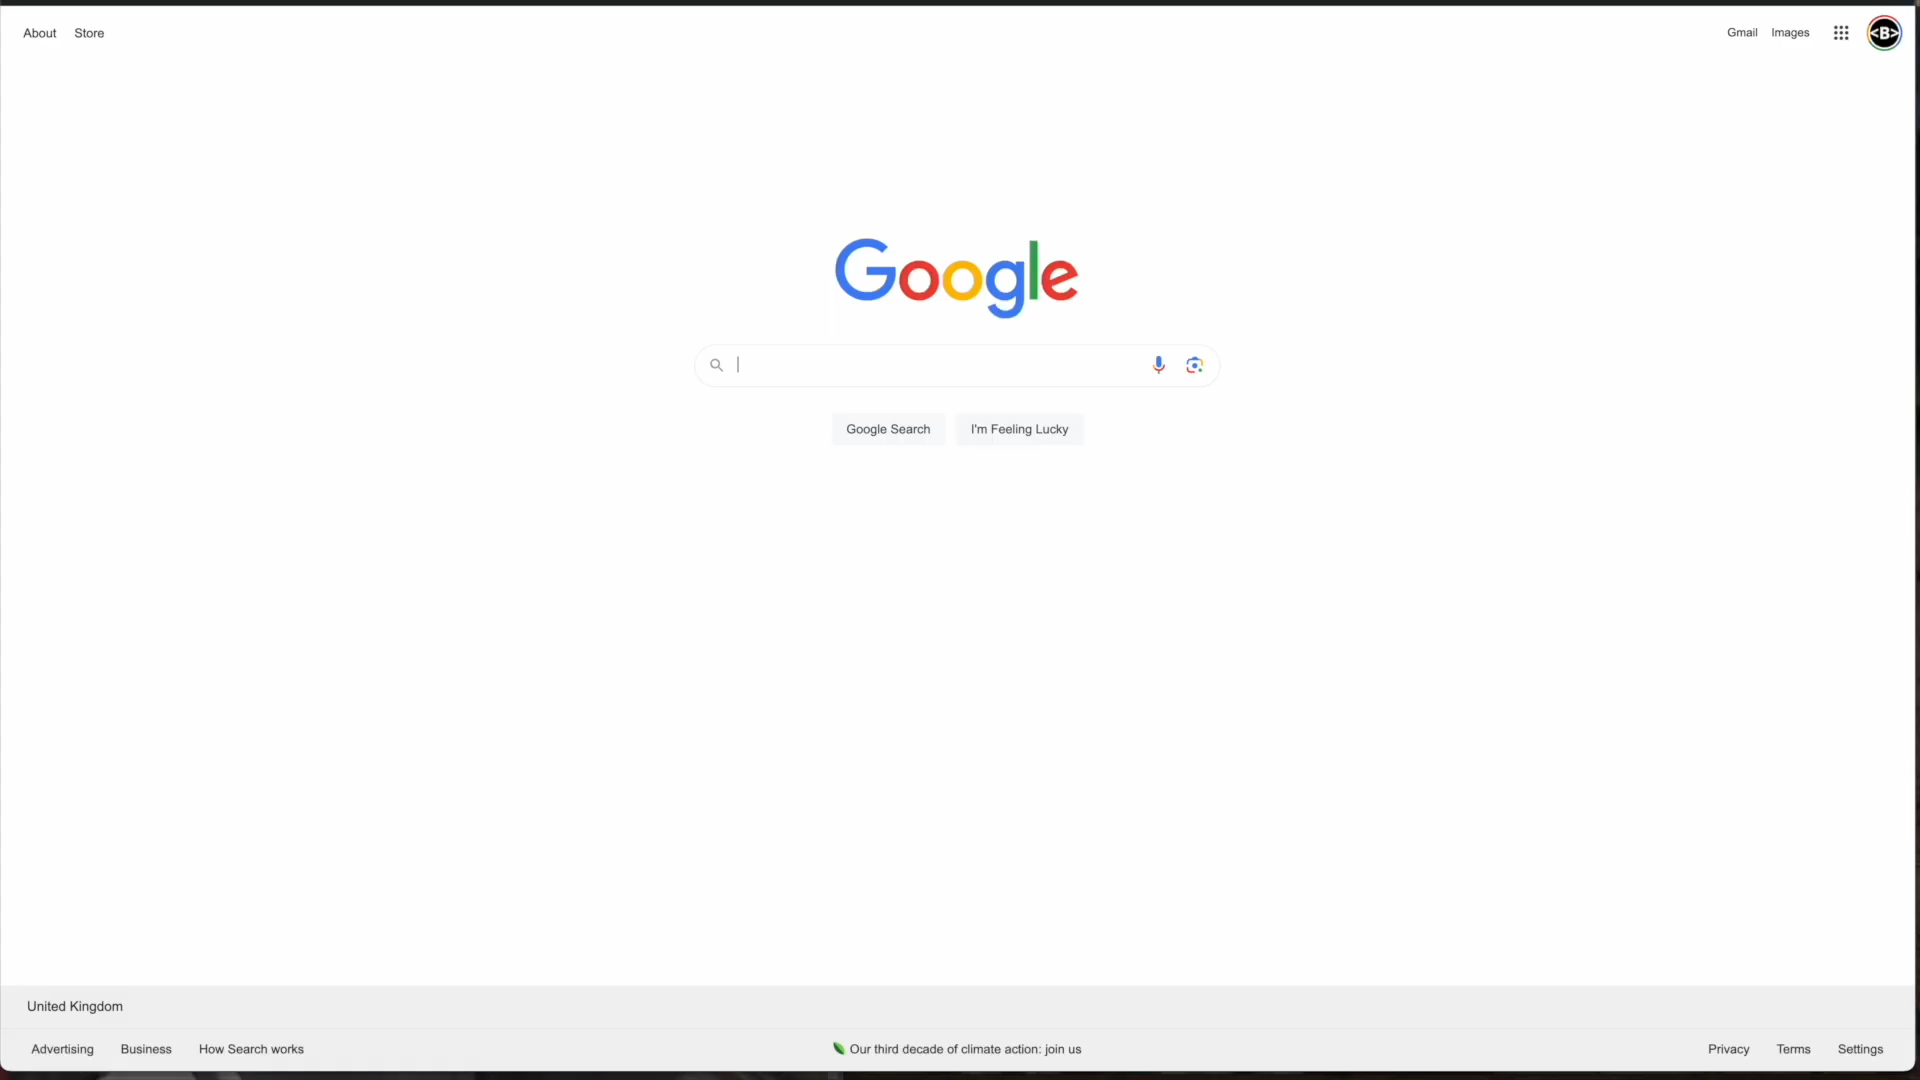 About Store
Gmail Images
<B>
Google
Google Search I'm Feeling Lucky
United Kingdom
Advertising Business How Search works
Our third decade of climate action: join us
Privacy Terms Settings